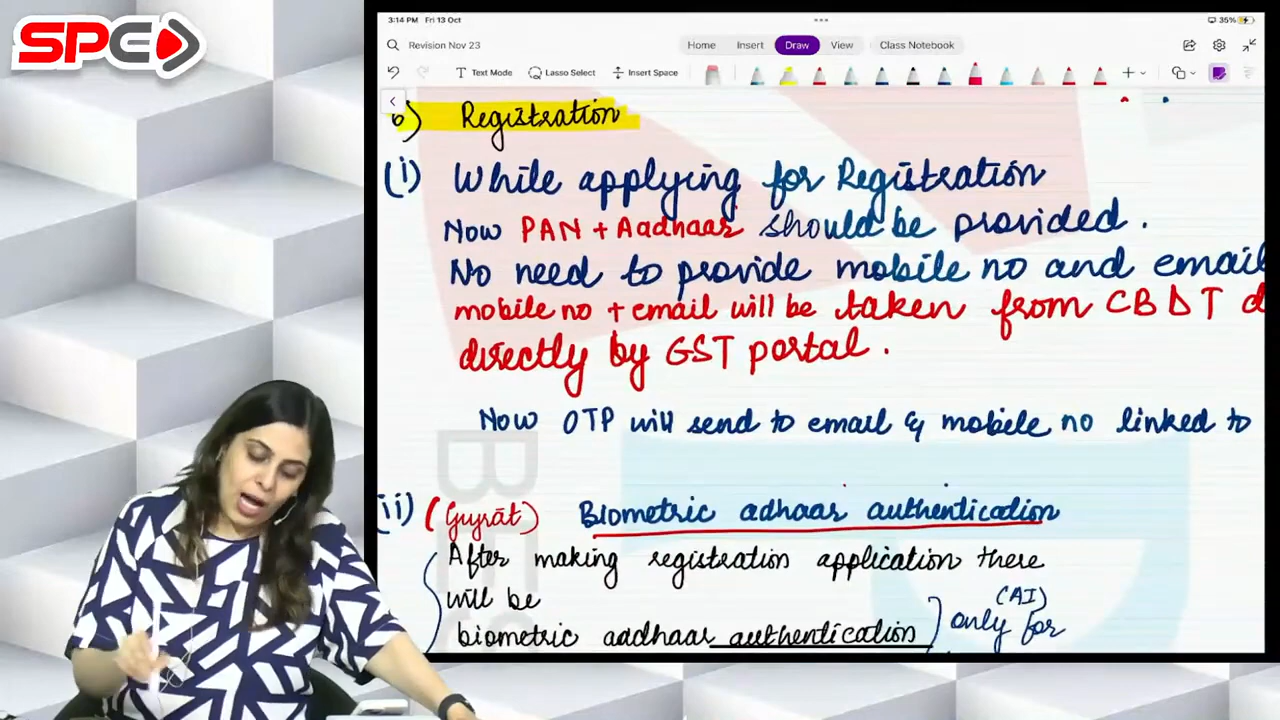 SPED
3:14 PM Fri 13 Oct
35%
Revision Nov 23
Home Insert Draw View Class Notebook
Text Mode Lasso Select Insert Space
b) Registration
(i) While applying for Registration
Now PAN + Aadhaar should be provided.
No need to provide mobile no and email
mobile no + email will be taken from CBDT d
directly by GST portal.
Now OTP will send to email & mobile no linked to
ii) (Gujrat) Biometric adhaar authentication
After making registration application there
will be
(AI)
biometric aadhaar authentication only for